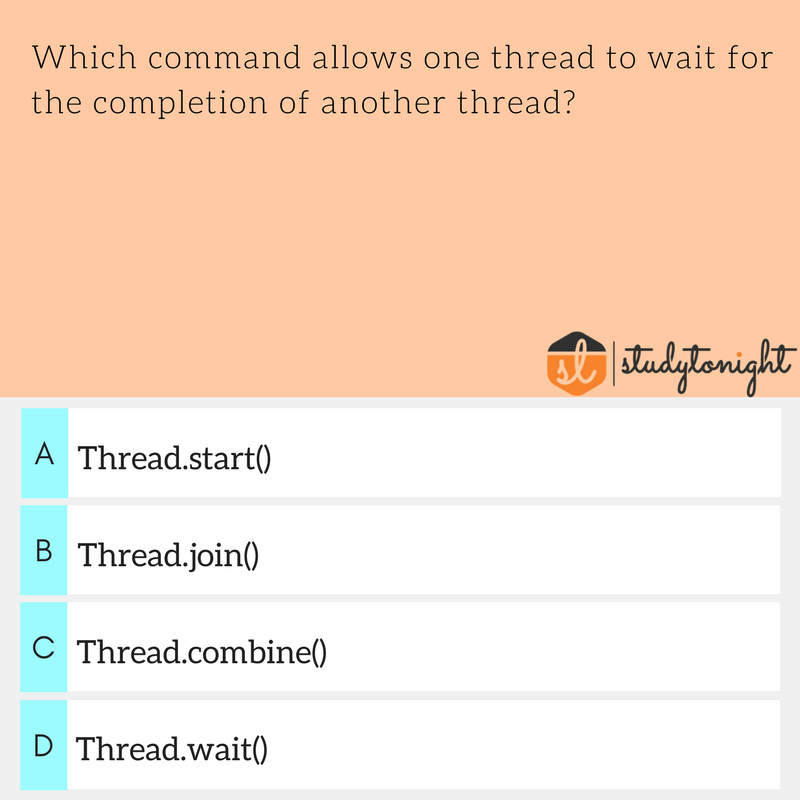 Which command allows one thread to wait for
the completion of another thread?
sl studytonight
A Thread.start()
B Thread.join()
C Thread.combine()
D Thread.wait()